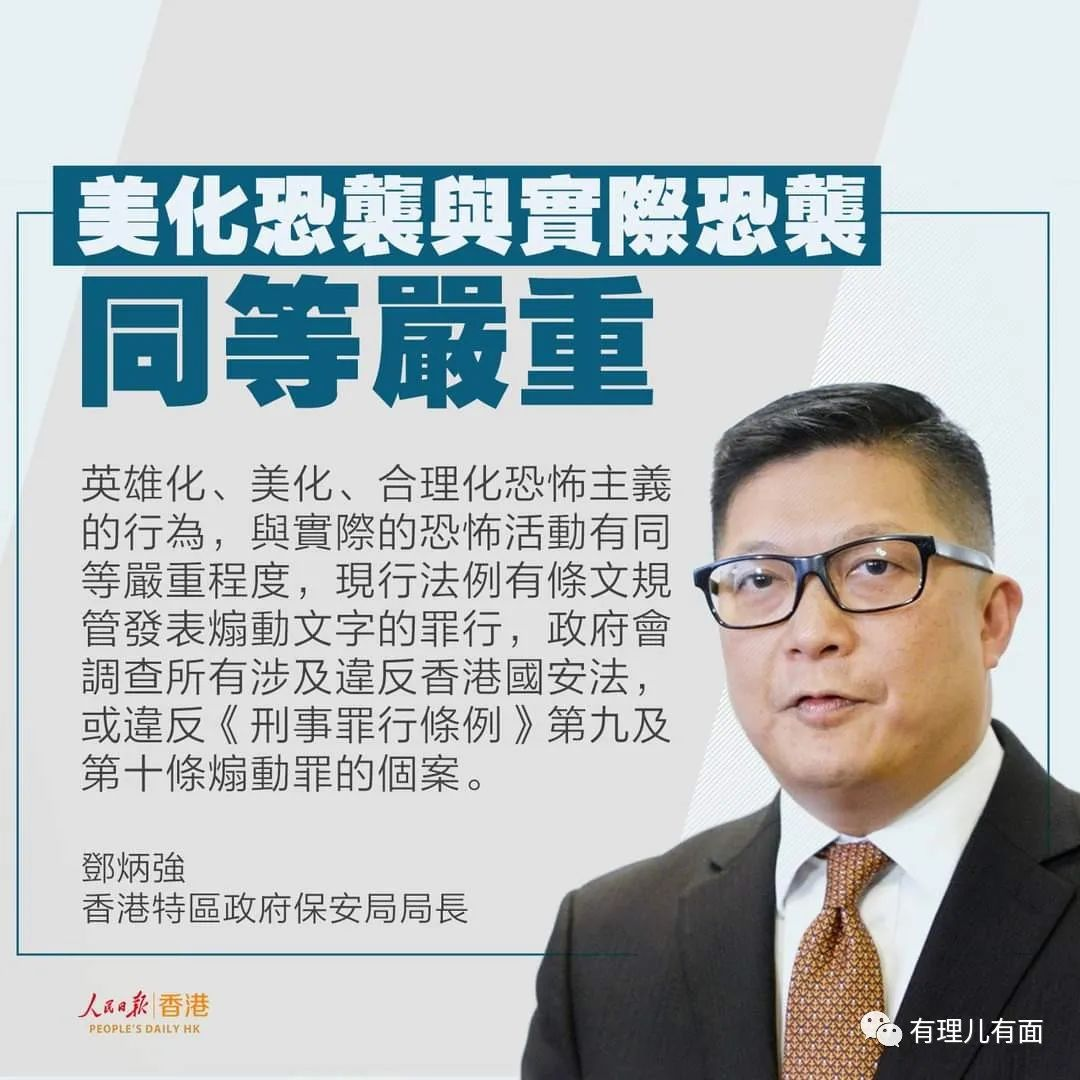 美化恐襲與實際恐襲
同等嚴重
英雄化、美化、合理化恐怖主義
的行為，與實際的恐怖活動有同
等嚴重程度，現行法例有條文規
管發表煽動文字的罪行，政府會
調查所有涉及違反香港國安法，
或違反《刑事罪行條例》第九及
第十條煽動罪的個案。
鄧炳強
香港特區政府保安局局長
人民日报|香港
PEOPLE'S DAILY HK
有理儿有面